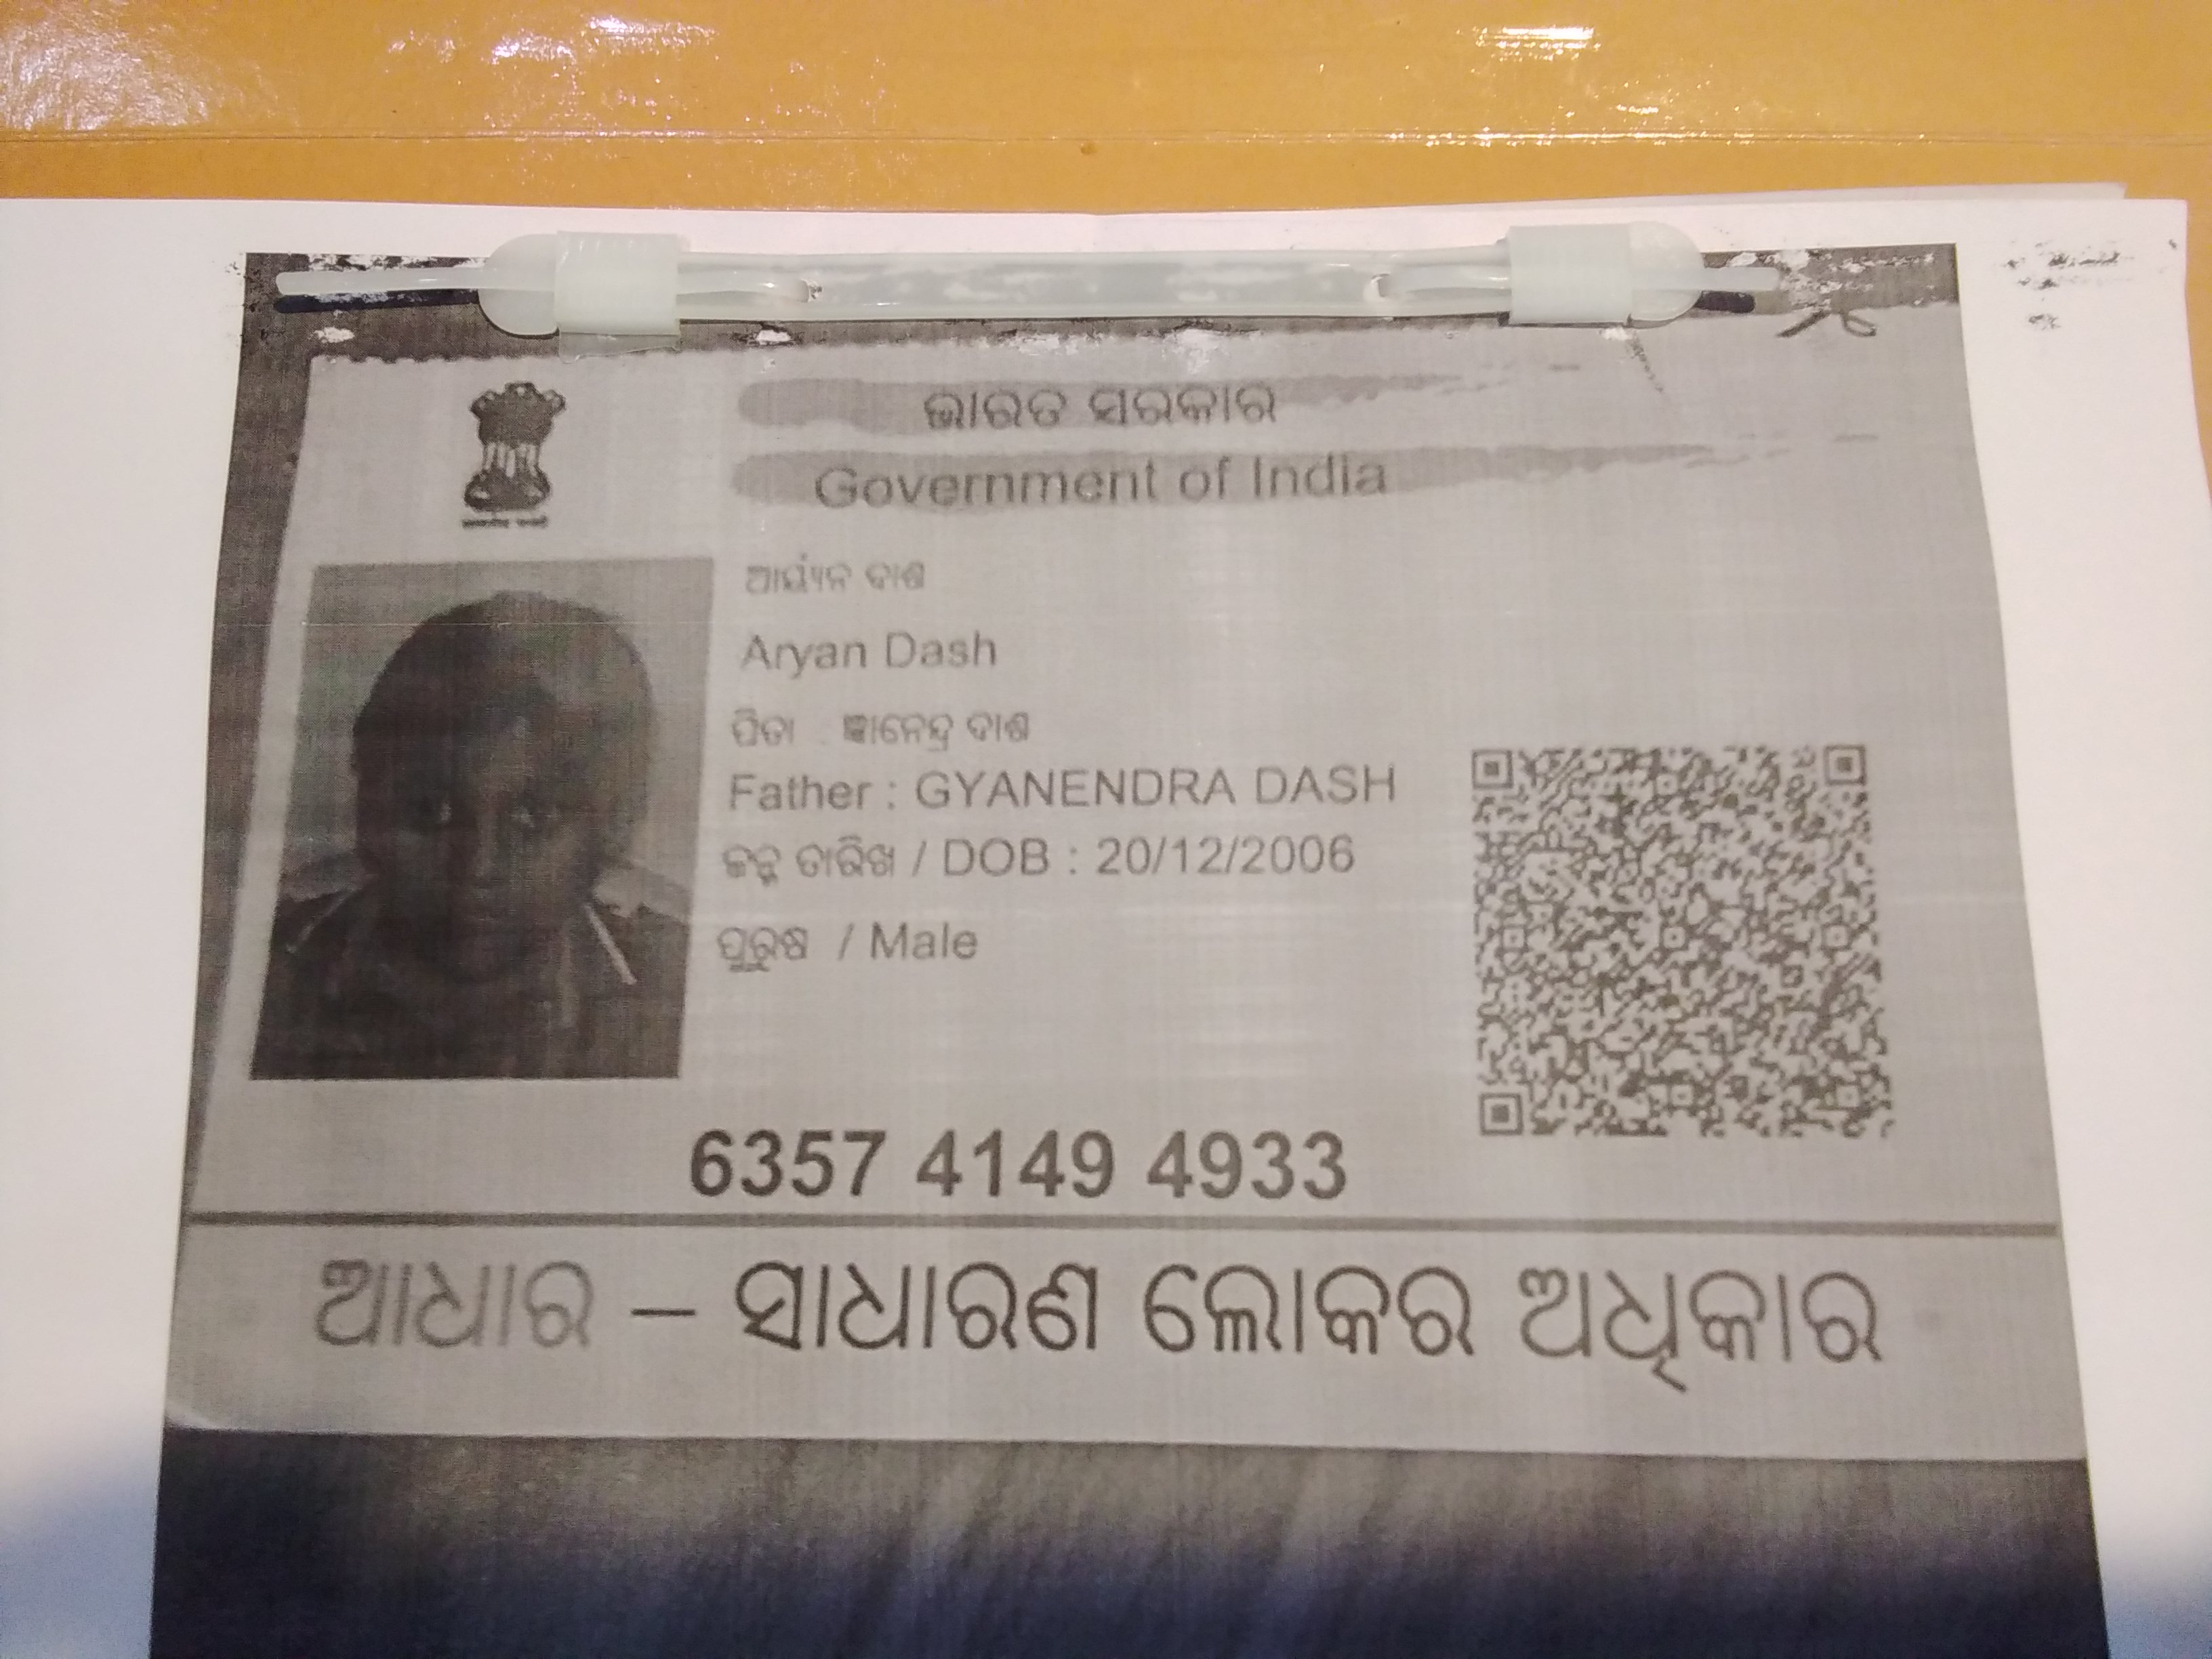 ଭାରତ ସରକାର
Government of India
ଆର୍ୟ୍ୟାନ ଦାଶ
Aryan Dash
ପିତା : ଜ୍ଞାନେନ୍ଦ୍ର ଦାଶ
Father : GYANENDRA DASH
ଜନ୍ମ ତାରିଖ / DOB : 20/12/2006
ପୁରୁଷ / Male
6357 4149 4933
ଆଧାର – ସାଧାରଣ ଲୋକର ଅଧିକାର